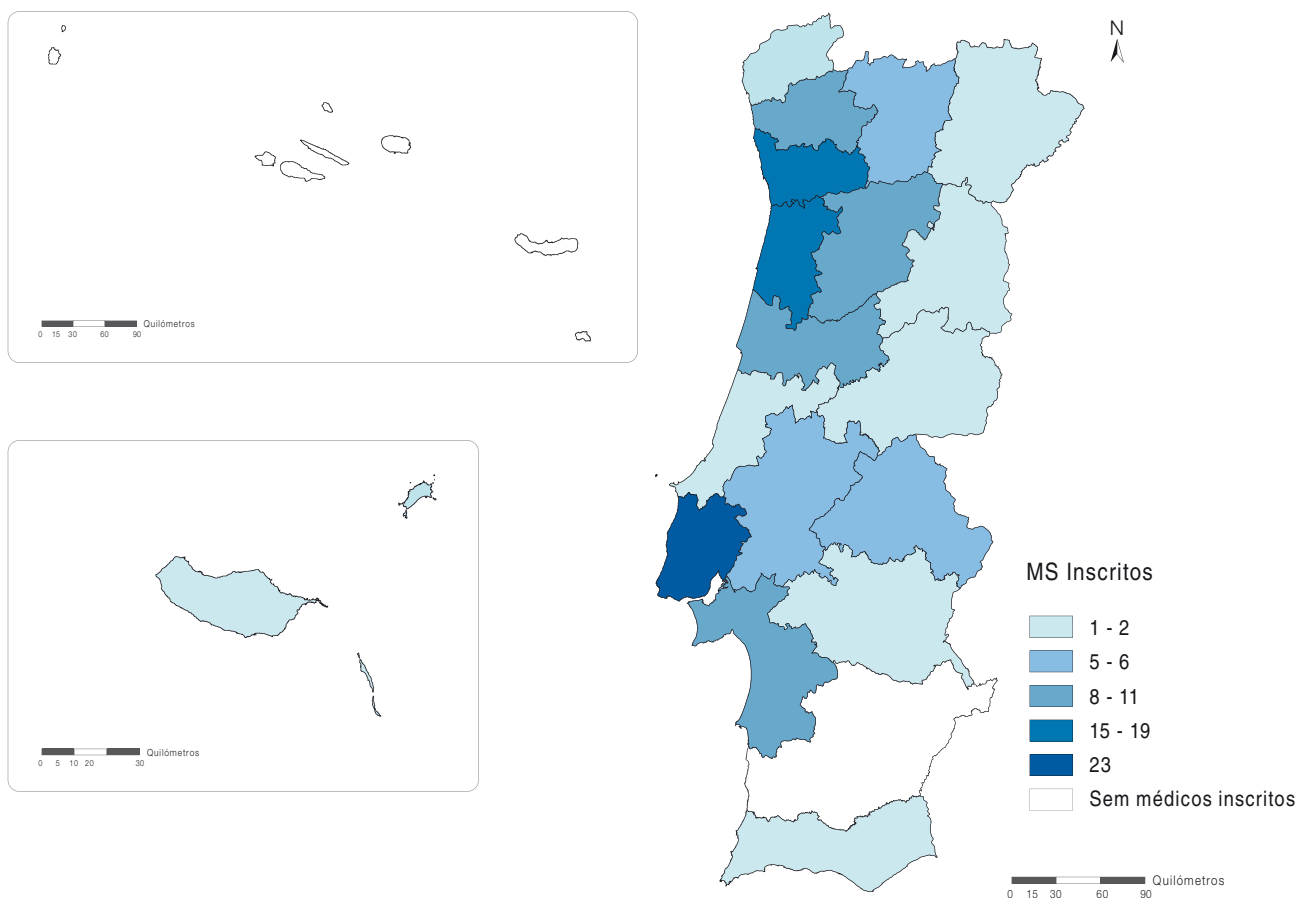 N
Quilómetros
0 15 30 60 90
MS Inscritos
1 - 2
5 - 6
8 - 11
15 - 19
23
Sem médicos inscritos
Quilómetros
0 5 10 20 30
Quilómetros
0 15 30 60 90